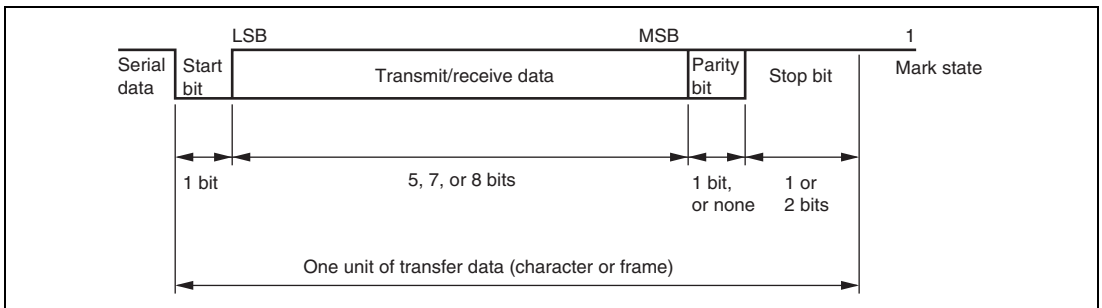 LSB MSB 1
Serial data
Start bit
Transmit/receive data
Parity bit
Stop bit
Mark state
1 bit
5, 7, or 8 bits
1 bit, or none
1 or 2 bits
One unit of transfer data (character or frame)